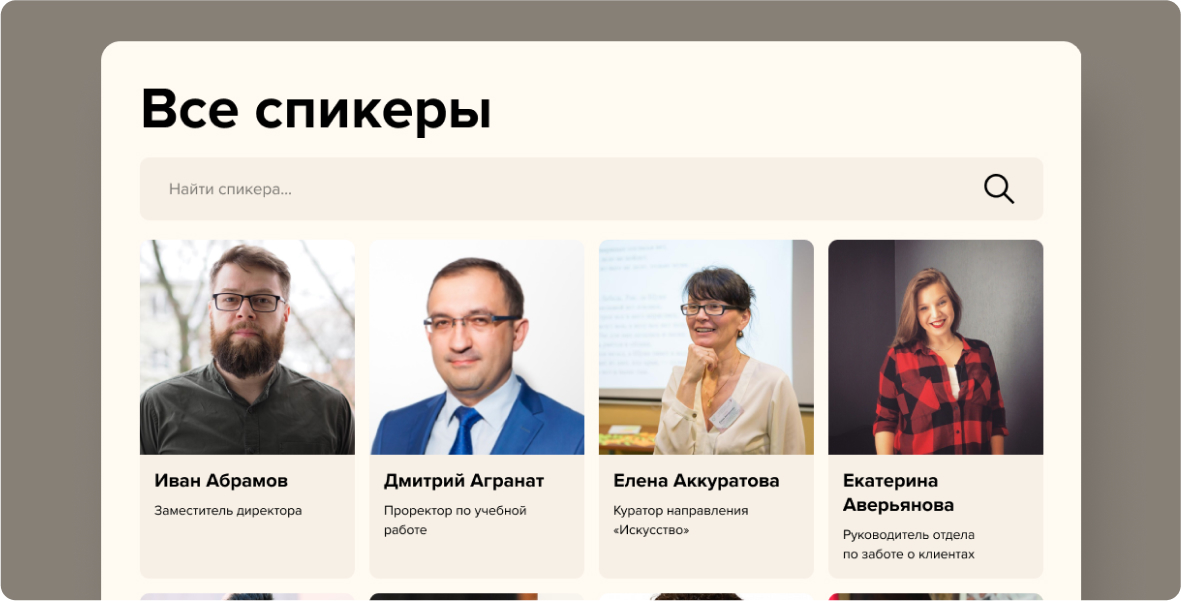 Все спикеры
Найти спикера...
Иван Абрамов
Заместитель директора
Дмитрий Агранат
Проректор по учебной
работе
Елена Аккуратова
Куратор направления
«Искусство»
Екатерина
Аверьянова
Руководитель отдела
по заботе о клиентах